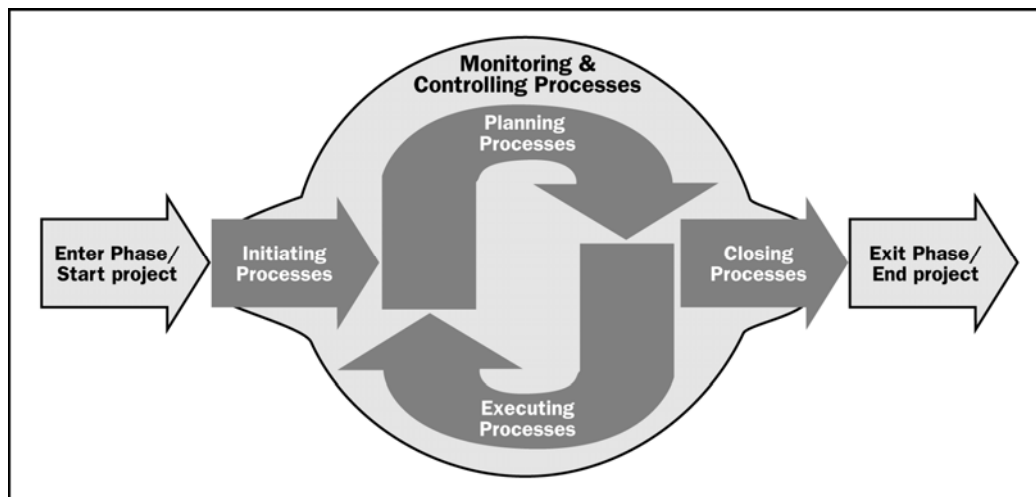 Monitoring &
Controlling Processes
Planning
Processes
Enter Phase/
Start project
Initiating
Processes
Closing
Processes
Exit Phase/
End project
Executing
Processes